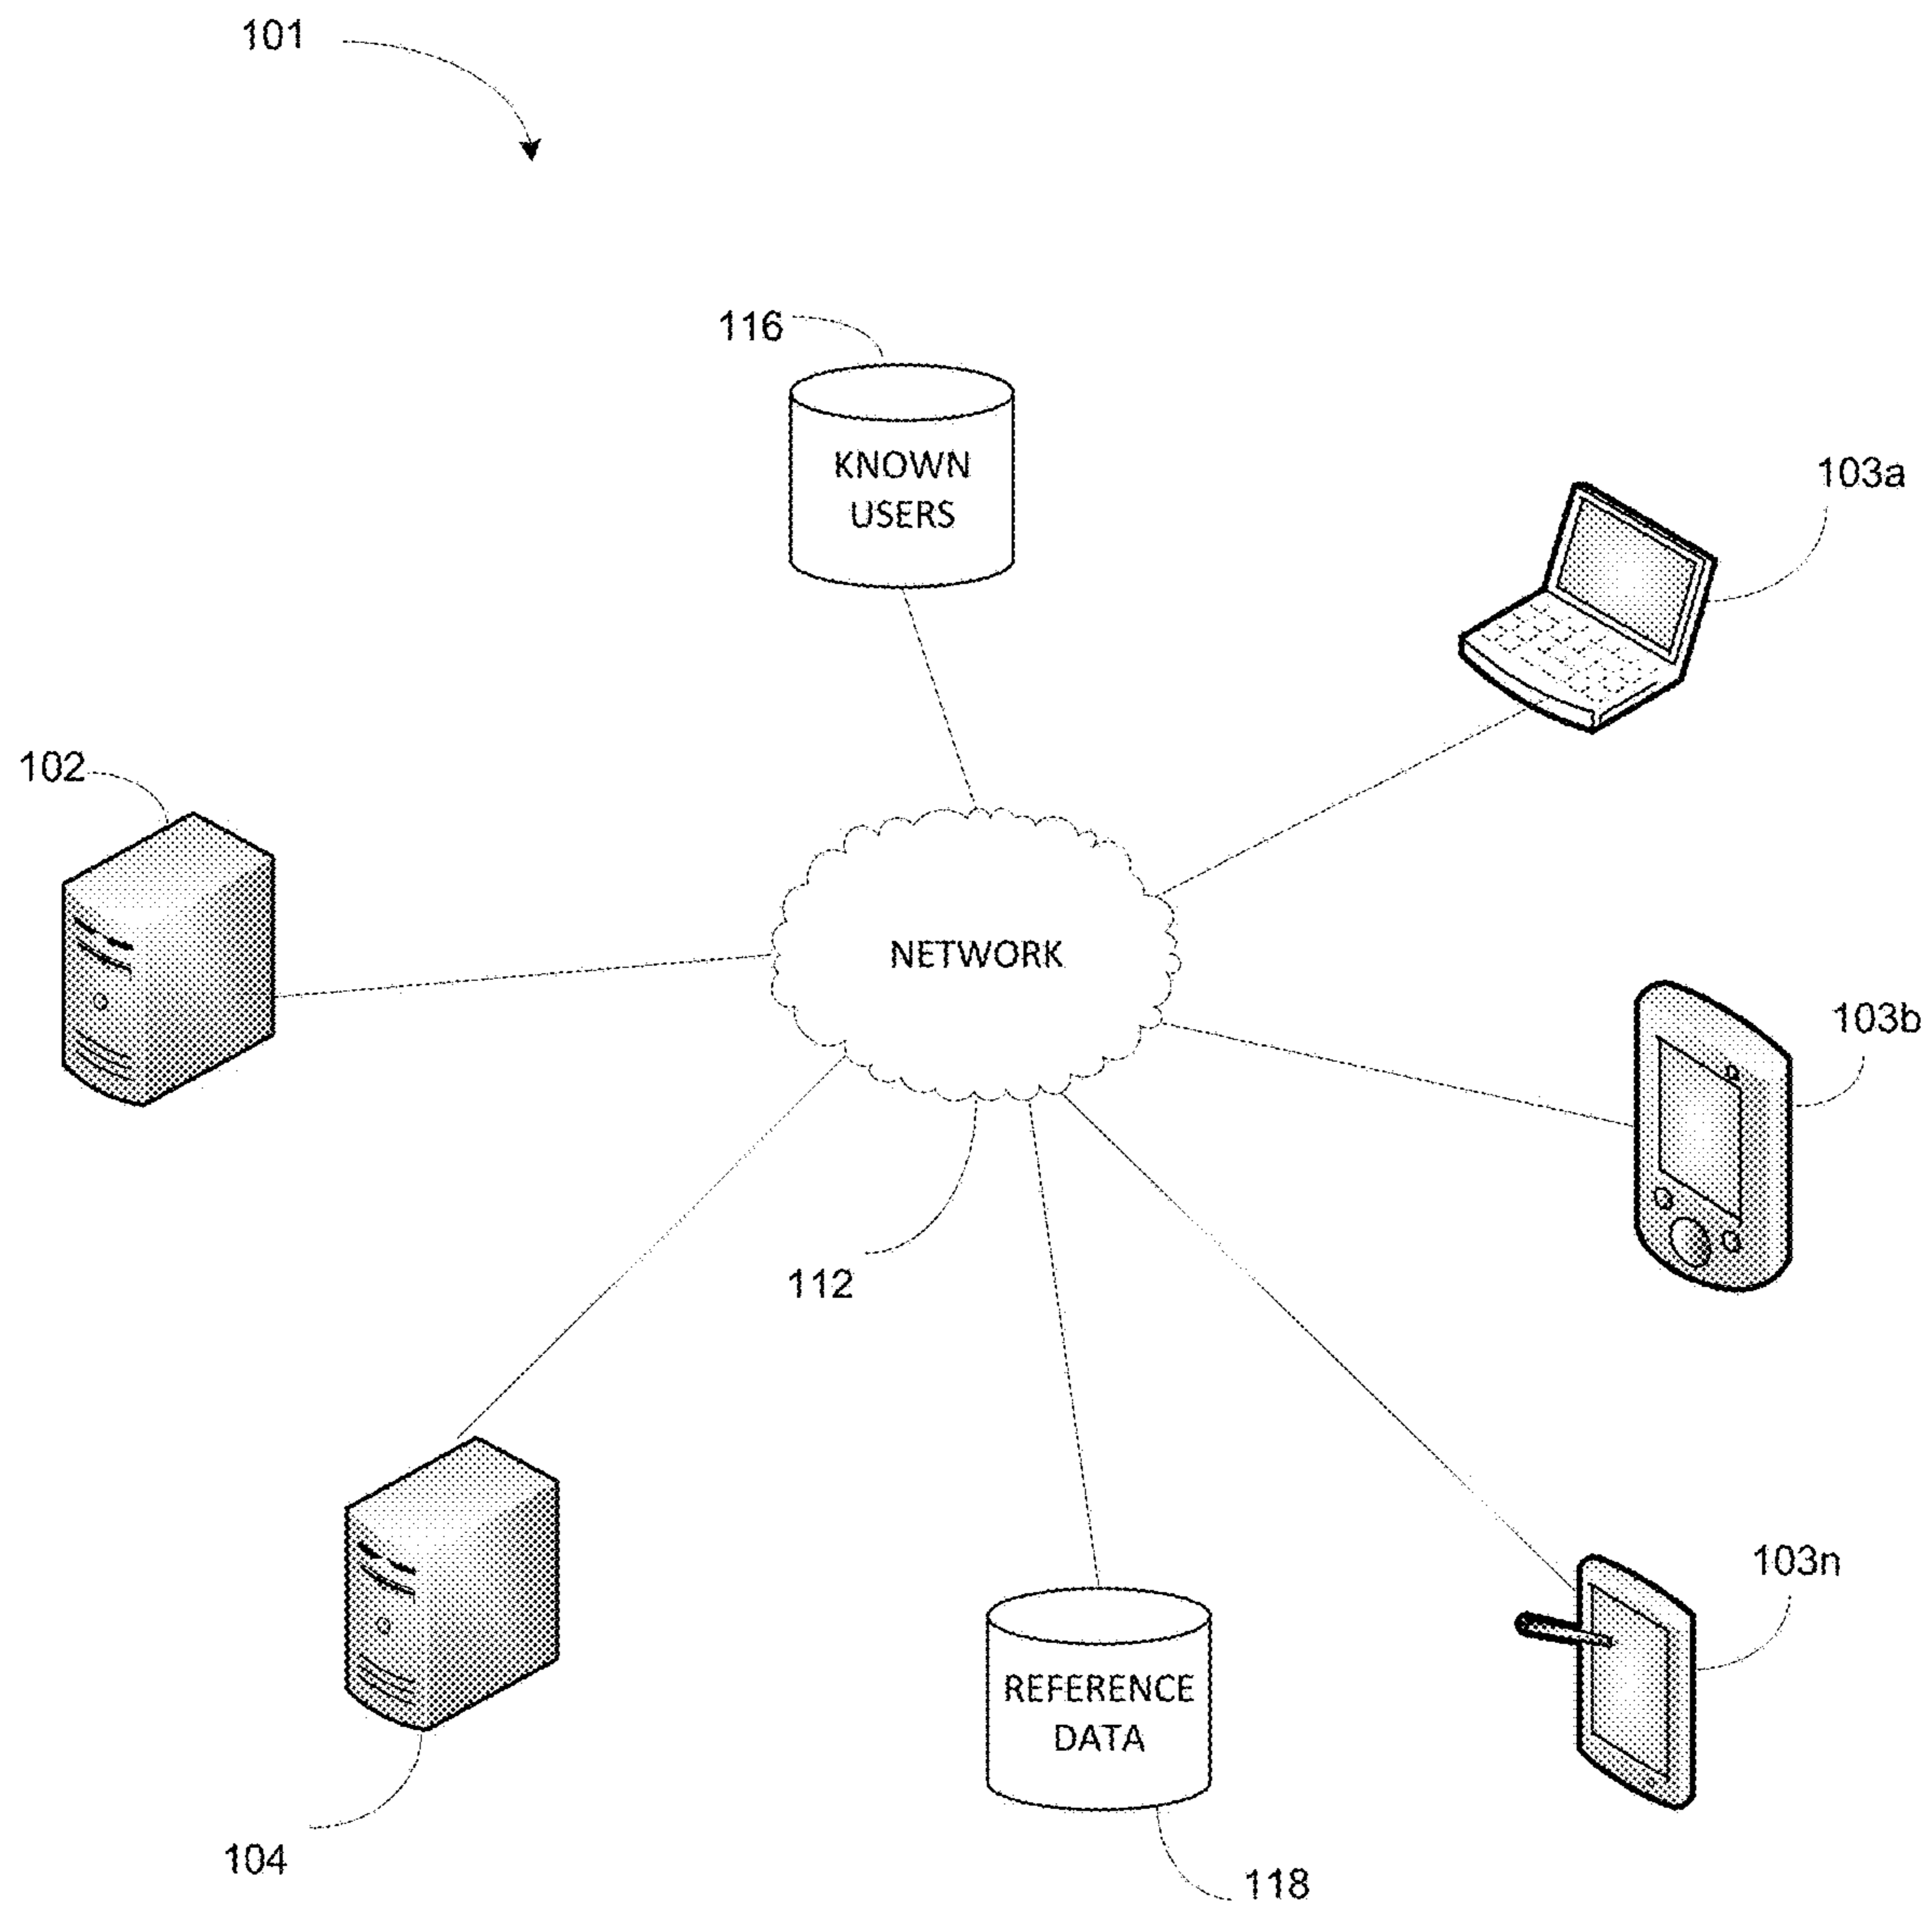 101
116
KNOWN
USERS
103a
102
NETWORK
103b
112
103n
REFERENCE
DATA
104
118